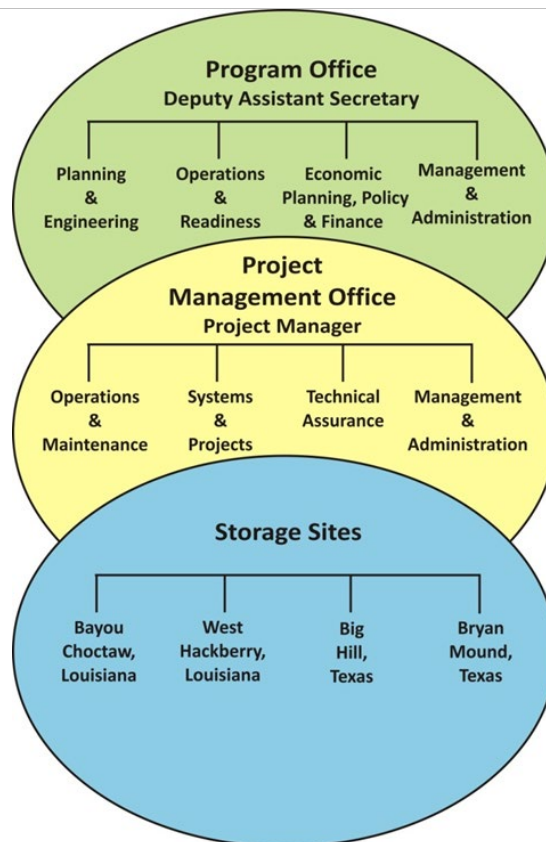 Program Office
Deputy Assistant Secretary
Planning
&
Engineering
Operations
&
Readiness
Economic
Planning, Policy
& Finance
Management
&
Administration
Project
Management Office
Project Manager
Operations
&
Maintenance
Systems
&
Projects
Technical
Assurance
Management
&
Administration
Storage Sites
Bayou
Choctaw,
Louisiana
West
Hackberry,
Louisiana
Big
Hill,
Texas
Bryan
Mound,
Texas